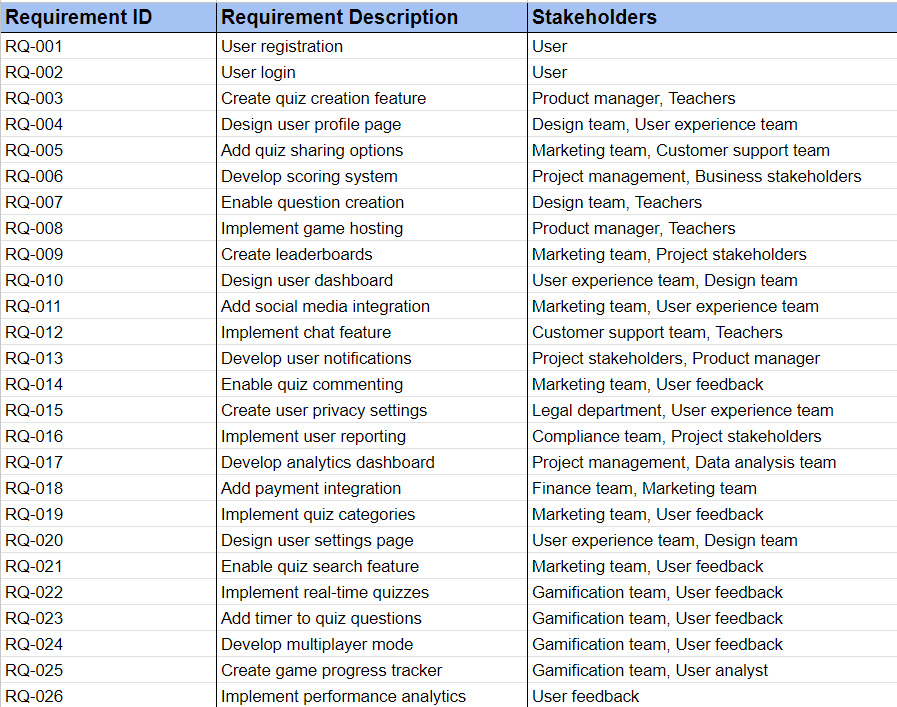 Requirement ID Requirement Description Stakeholders
RQ-001 User registration User
RQ-002 User login User
RQ-003 Create quiz creation feature Product manager, Teachers
RQ-004 Design user profile page Design team, User experience team
RQ-005 Add quiz sharing options Marketing team, Customer support team
RQ-006 Develop scoring system Project management, Business stakeholders
RQ-007 Enable question creation Design team, Teachers
RQ-008 Implement game hosting Product manager, Teachers
RQ-009 Create leaderboards Marketing team, Project stakeholders
RQ-010 Design user dashboard User experience team, Design team
RQ-011 Add social media integration Marketing team, User experience team
RQ-012 Implement chat feature Customer support team, Teachers
RQ-013 Develop user notifications Project stakeholders, Product manager
RQ-014 Enable quiz commenting Marketing team, User feedback
RQ-015 Create user privacy settings Legal department, User experience team
RQ-016 Implement user reporting Compliance team, Project stakeholders
RQ-017 Develop analytics dashboard Project management, Data analysis team
RQ-018 Add payment integration Finance team, Marketing team
RQ-019 Implement quiz categories Marketing team, User feedback
RQ-020 Design user settings page User experience team, Design team
RQ-021 Enable quiz search feature Marketing team, User feedback
RQ-022 Implement real-time quizzes Gamification team, User feedback
RQ-023 Add timer to quiz questions Gamification team, User feedback
RQ-024 Develop multiplayer mode Gamification team, User feedback
RQ-025 Create game progress tracker Gamification team, User analyst
RQ-026 Implement performance analytics User feedback